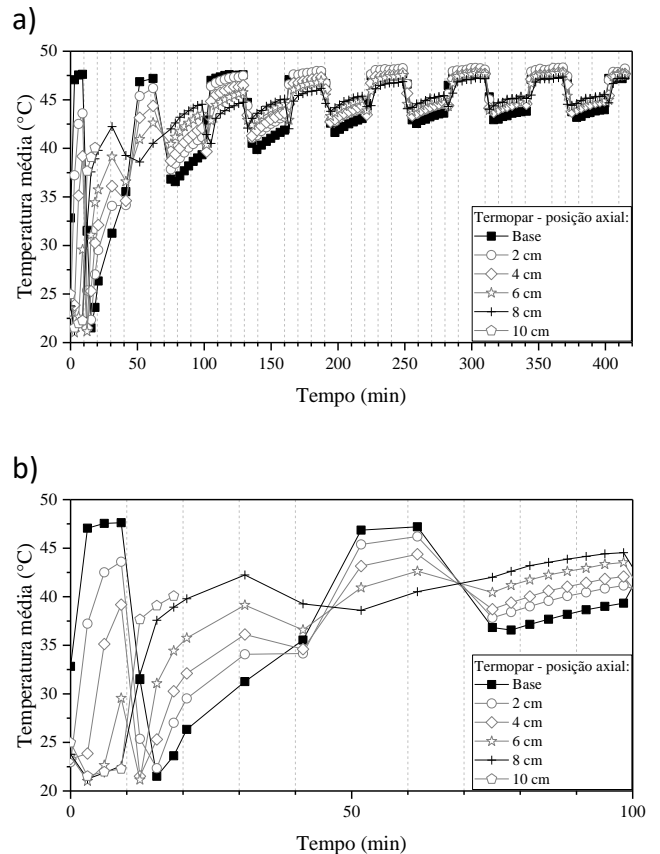 a)
50
45
40
35
30
25
20
Temperatura média (°C)
Termopar - posição axial:
Base
2 cm
4 cm
6 cm
8 cm
10 cm
0 50 100 150 200 250 300 350 400
Tempo (min)
b)
50
45
40
35
30
25
20
Temperatura média (°C)
Termopar - posição axial:
Base
2 cm
4 cm
6 cm
8 cm
10 cm
0 50 100
Tempo (min)